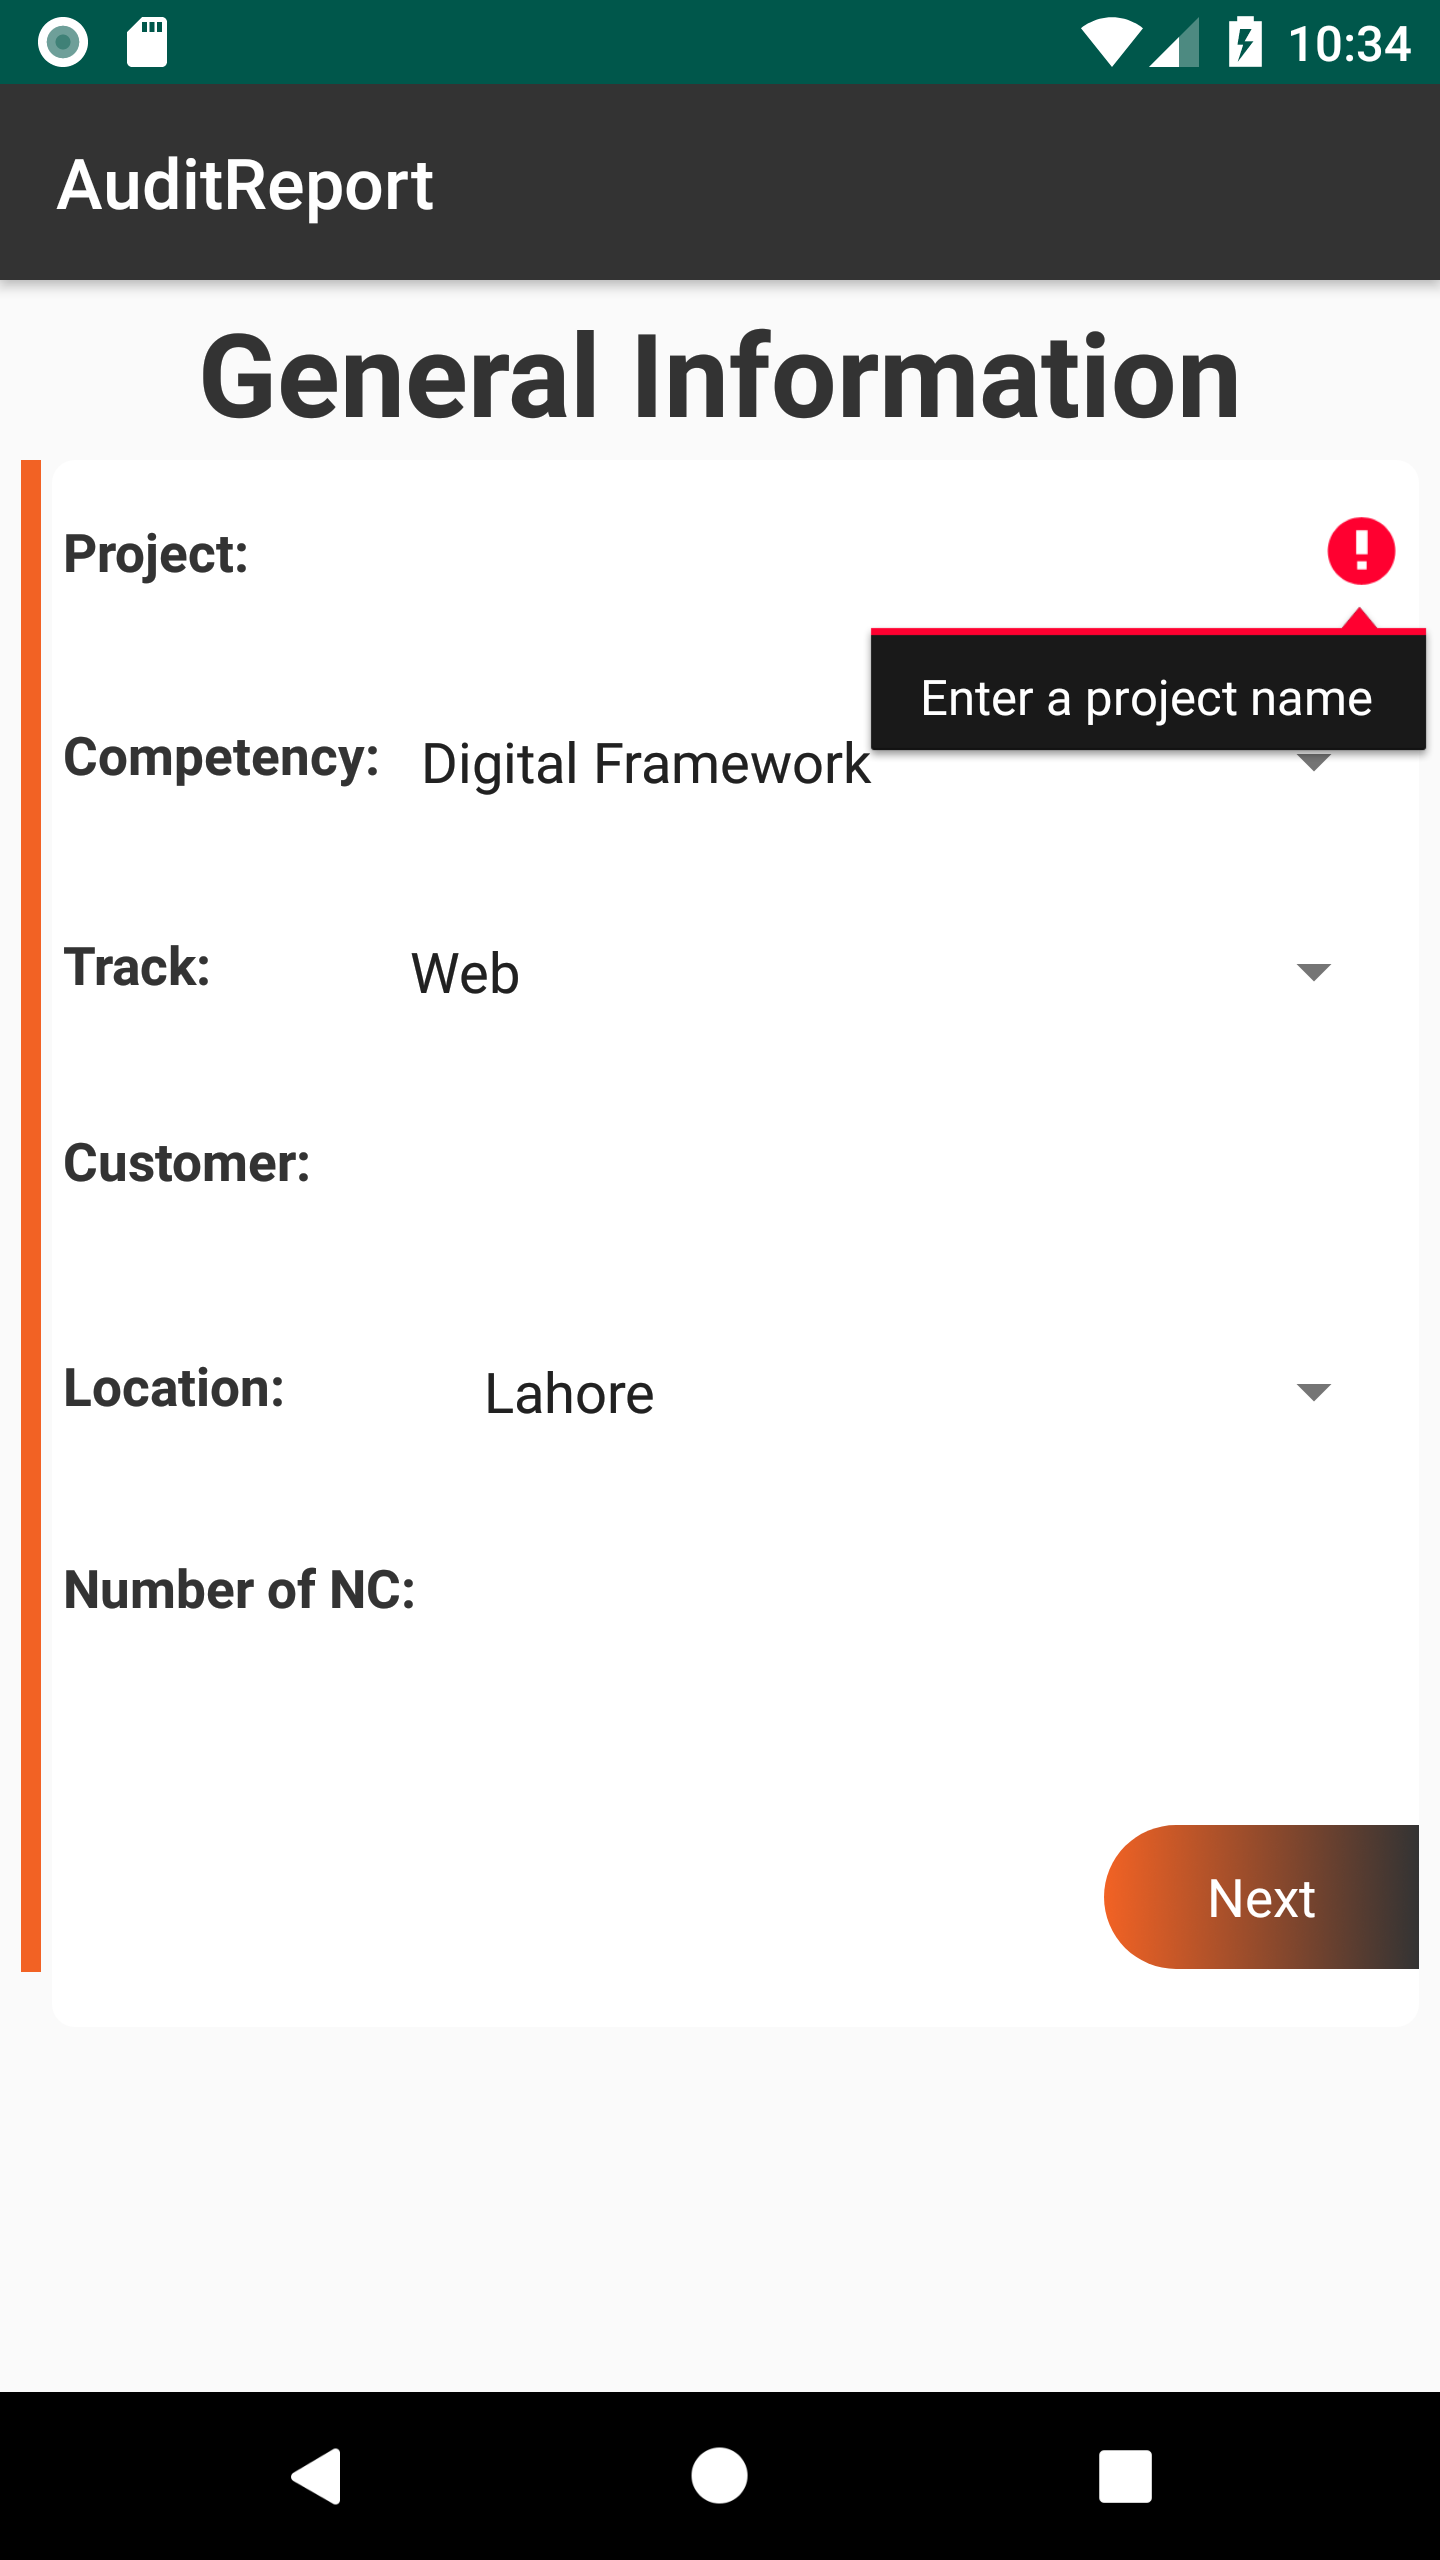 10:34
AuditReport
General Information
Project:
Enter a project name
Competency: Digital Framework
Track: Web
Customer:
Location: Lahore
Number of NC:
Next